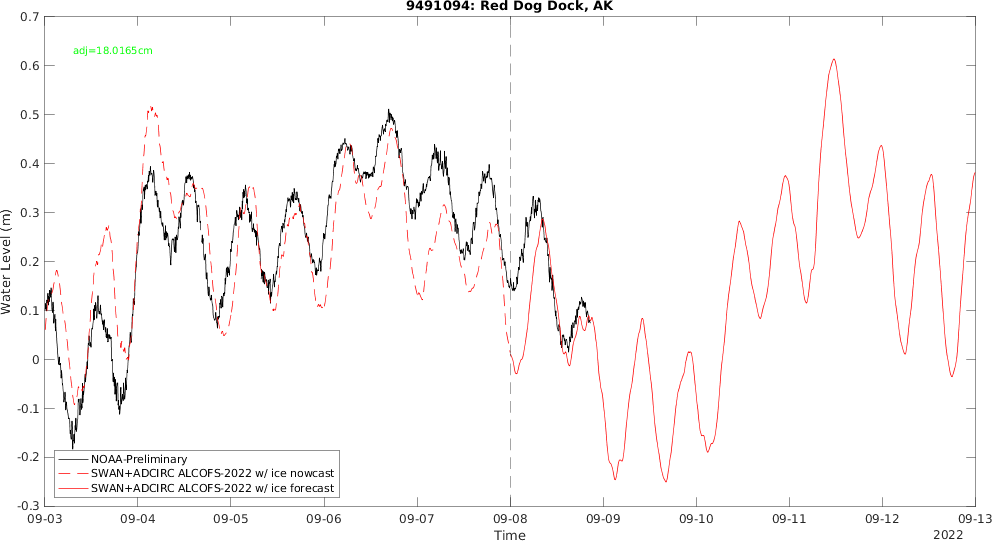 9491094: Red Dog Dock, AK
adj=18.0165cm
Water Level (m)
0.7
0.6
0.5
0.4
0.3
0.2
0.1
0
-0.1
-0.2
-0.3
NOAA-Preliminary
SWAN+ADCIRC ALCOFS-2022 w/ ice nowcast
SWAN+ADCIRC ALCOFS-2022 w/ ice forecast
09-03 09-04 09-05 09-06 09-07 09-08 09-09 09-10 09-11 09-12 09-13
Time
2022